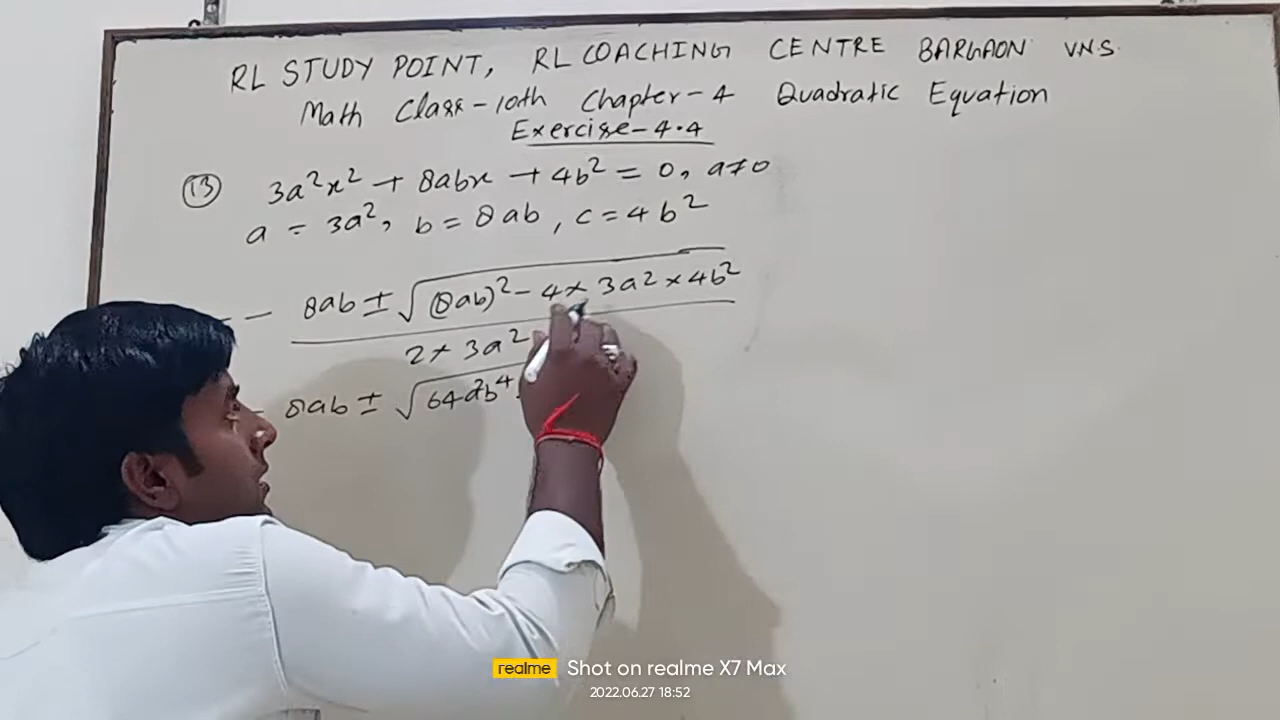 RL STUDY POINT, RL COACHING CENTRE BARGAON VNS
Math Class-10th Chapter-4 Quadratic Equation
Exercise-4.4
(13) 3a²x² + 8abx + 4b² = 0, a≠0
a = 3a², b = 8ab, c = 4b²
- - 8ab ± √(8ab)² - 4 × 3a² × 4b²
2 × 3a²
- 8ab ± √64a²b⁴
realme Shot on realme X7 Max
2022.06.27 18:52